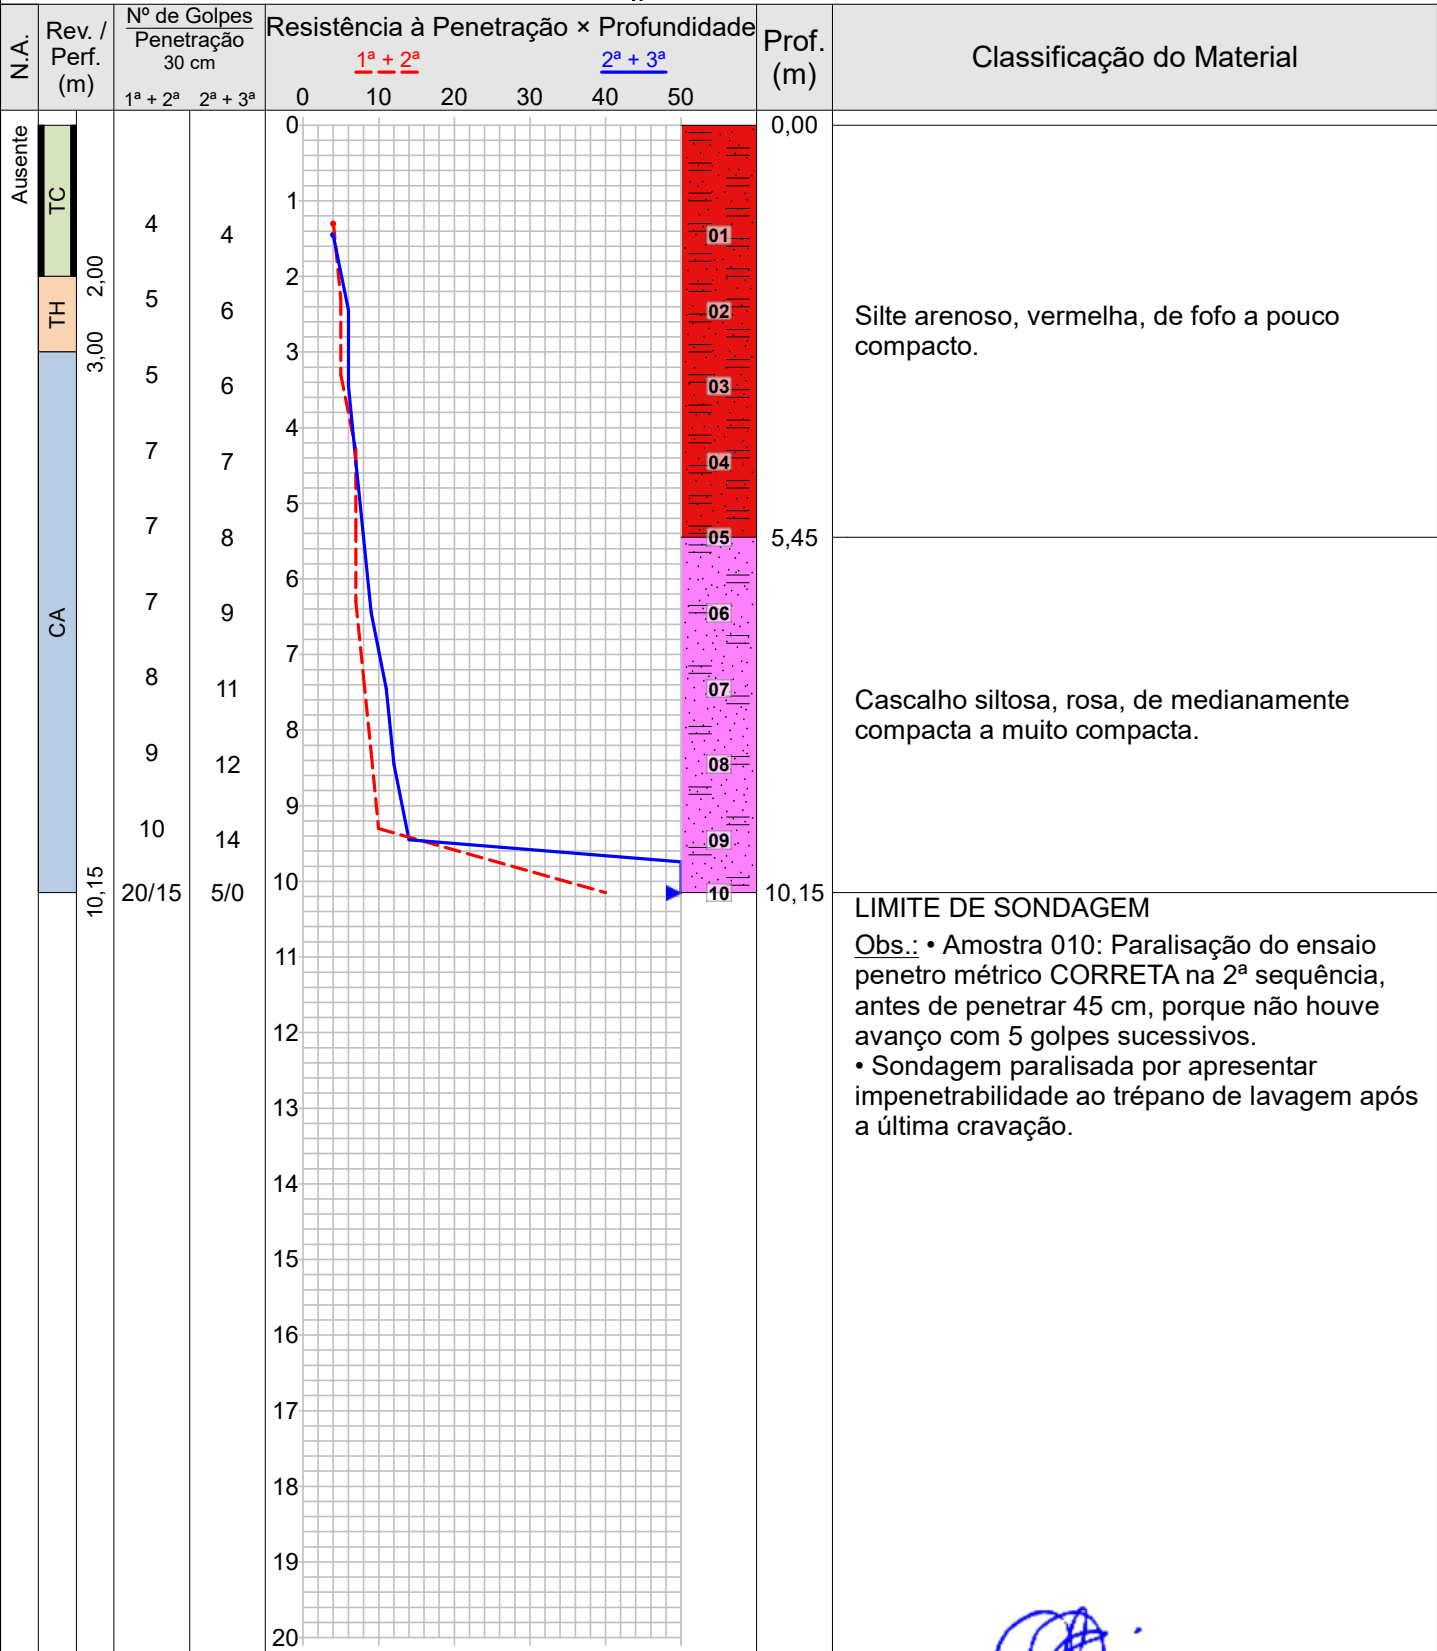 N.A.
Rev. /
Perf.
(m)
Nº de Golpes
Penetração
30 cm
1ª + 2ª 2ª + 3ª
Resistência à Penetração × Profundidade
1ª + 2ª 2ª + 3ª
0 10 20 30 40 50
Prof.
(m)
Classificação do Material
Ausente
TC
2,00
TH
3,00
CA
10,15
4 4
5 6
5 6
7 7
7 8
7 9
8 11
9 12
10 14
20/15 5/0
0
1
2
3
4
5
6
7
8
9
10
11
12
13
14
15
16
17
18
19
20
01
02
03
04
05
06
07
08
09
10
0,00
5,45
10,15
Silte arenoso, vermelha, de fofo a pouco
compacto.
Cascalho siltosa, rosa, de medianamente
compacta a muito compacta.
LIMITE DE SONDAGEM
Obs.: • Amostra 010: Paralisação do ensaio
penetro métrico CORRETA na 2ª sequência,
antes de penetrar 45 cm, porque não houve
avanço com 5 golpes sucessivos.
• Sondagem paralisada por apresentar
impenetrabilidade ao trépano de lavagem após
a última cravação.